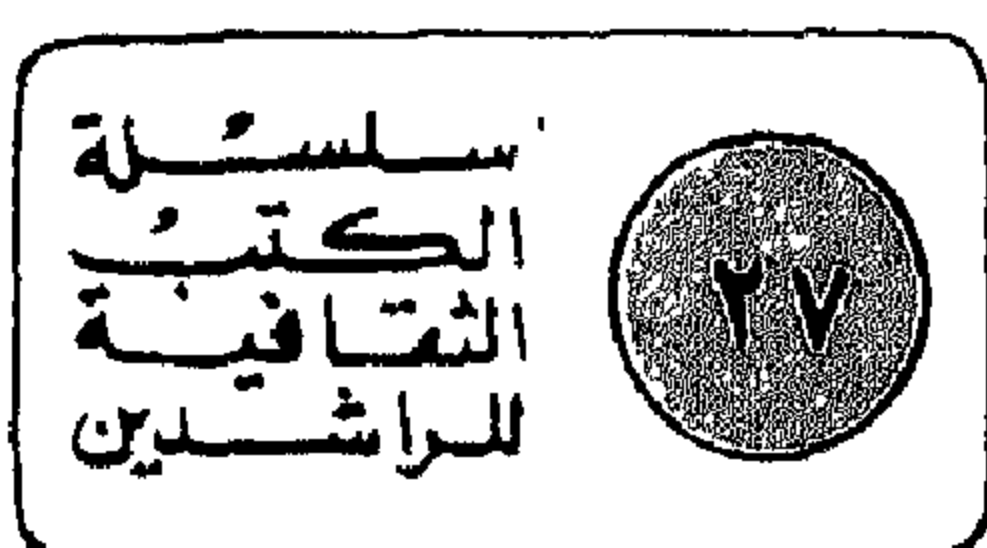 سلسلة
الكتب
الثقافية
للراشدين
٢٧